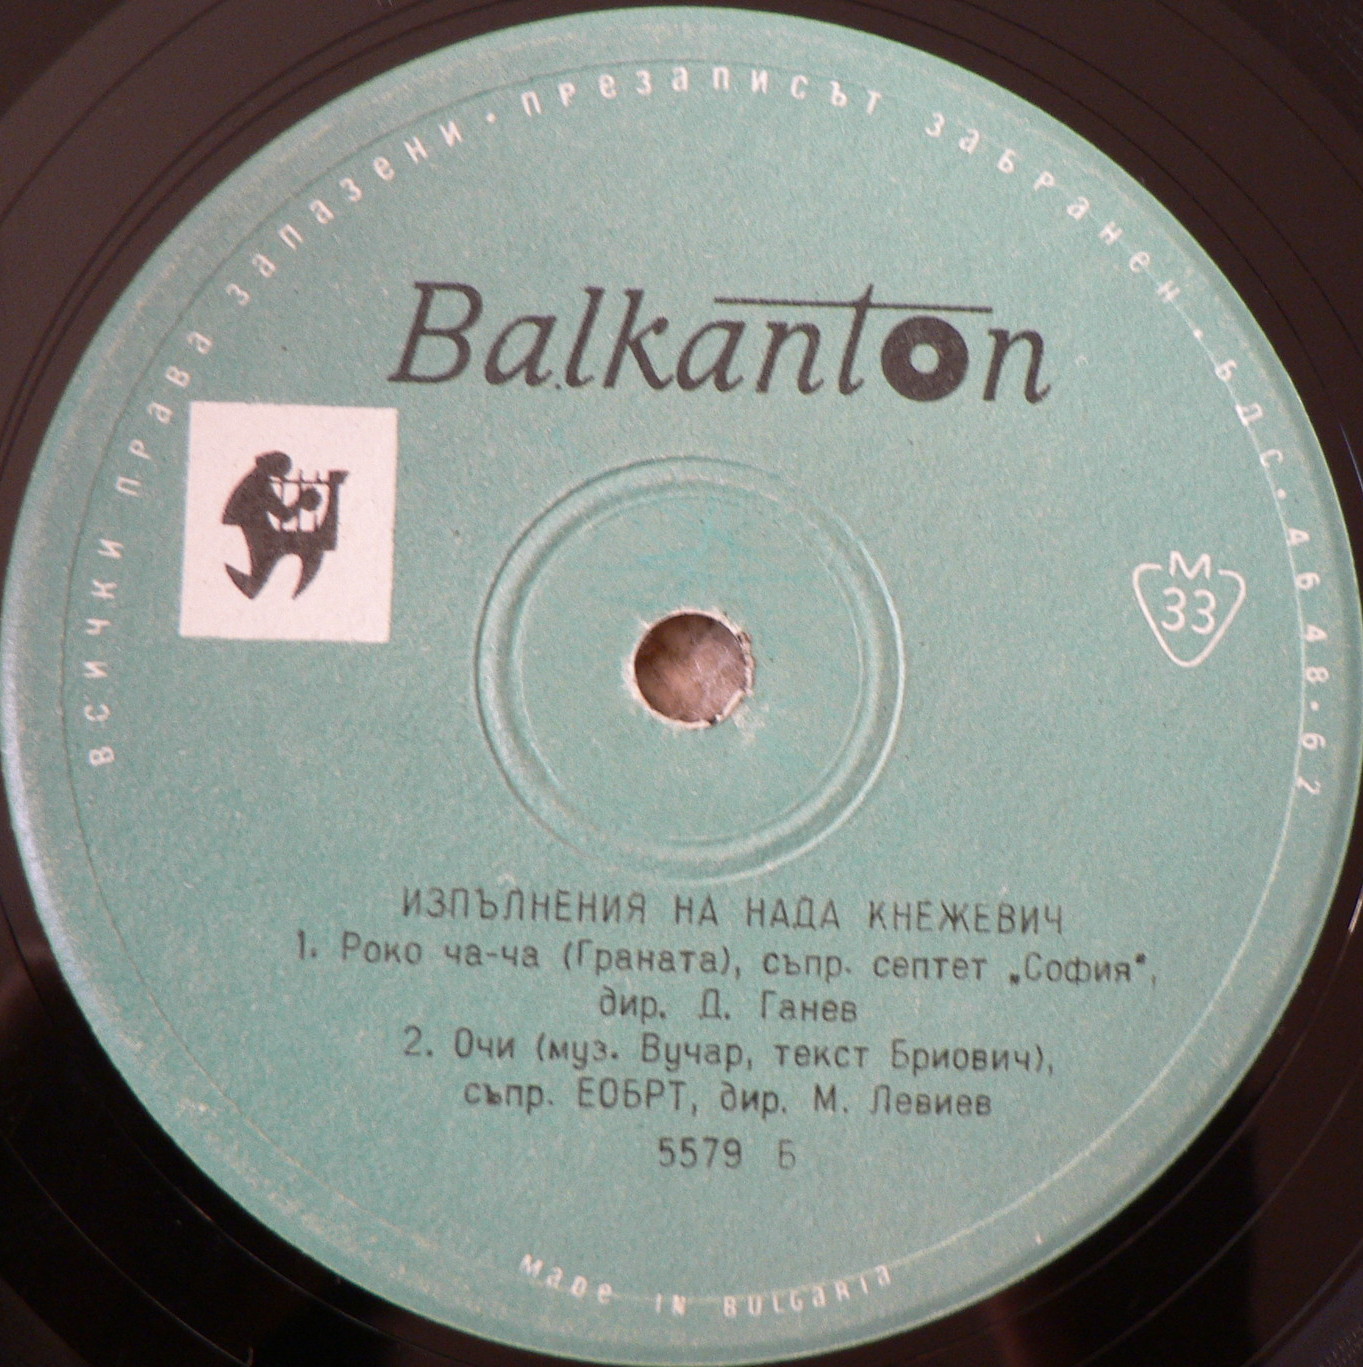 ВСИЧКИ ПРАВА ЗАПАЗЕНИ · ПРЕЗАПИСЪТ ЗАБРАНЕН · БДС · 4648 · 62
Balkanton
М
33
ИЗПЪЛНЕНИЯ НА НАДА КНЕЖЕВИЧ
1. Роко ча-ча (Граната), съпр. септет „София“,
дир. Д. Ганев
2. Очи (муз. Вучар, текст Бриович),
съпр. ЕОБРТ, дир. М. Левиев
5579 Б
MADE IN BULGARIA